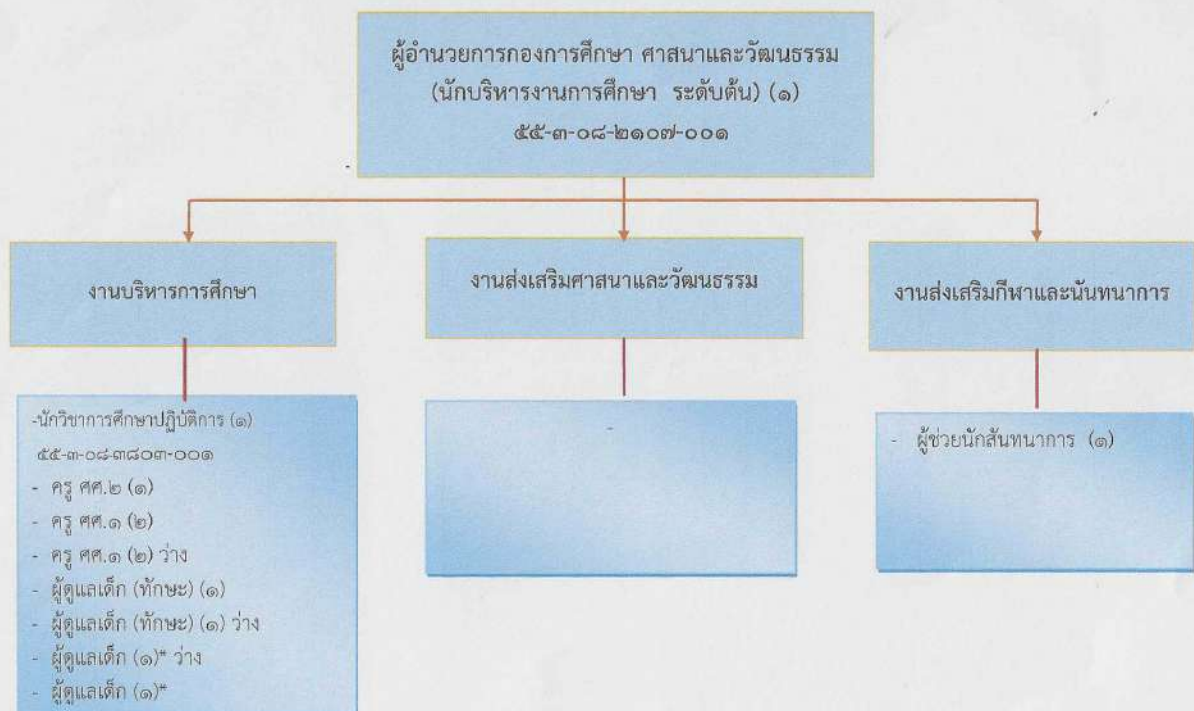 ผู้อำนวยการกองการศึกษา ศาสนาและวัฒนธรรม
(นักบริหารงานการศึกษา ระดับต้น) (๑)
๕๕-๓-๐๘-๒๑๐๗-๐๐๑
งานบริหารการศึกษา
งานส่งเสริมศาสนาและวัฒนธรรม
งานส่งเสริมกีฬาและนันทนาการ
-นักวิชาการศึกษาปฏิบัติการ (๑)
๕๕-๓-๐๘-๓๘๐๓-๐๐๑
- ครู ศศ.๒ (๑)
- ครู ศศ.๑ (๒)
- ครู ศศ.๑ (๒) ว่าง
- ผู้ดูแลเด็ก (ทักษะ) (๑)
- ผู้ดูแลเด็ก (ทักษะ) (๑) ว่าง
- ผู้ดูแลเด็ก (๑)* ว่าง
- ผู้ดูแลเด็ก (๑)*
-
- ผู้ช่วยนักสันทนาการ (๑)